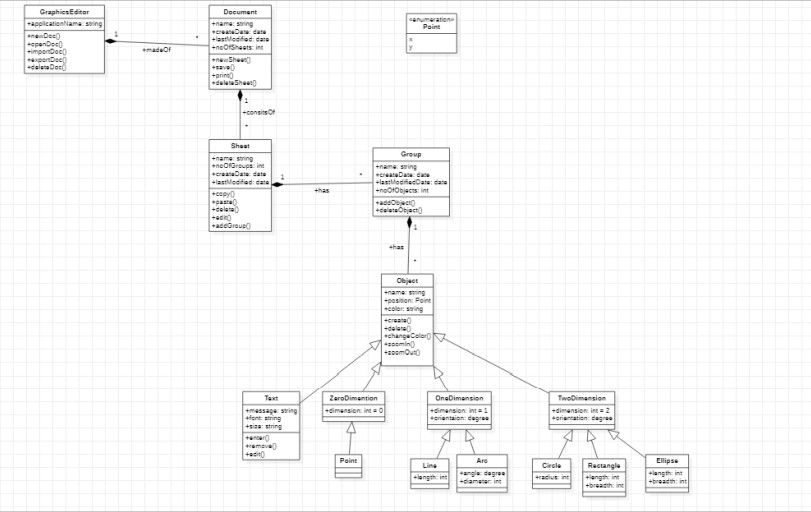 GraphicsEditor
+applicationName: string
+newDoc()
+openDoc()
+importDoc()
+exportDoc()
+deleteDoc()
1
+madeOf
*
Document
+name: string
+createDate: date
+lastModified: date
+noOfSheets: int
+newSheet()
+save()
+print()
+deleteSheet()
«enumeration»
Point
x
y
1
+consitsOf
*
Sheet
+name: string
+noOfGroups: int
+createDate: date
+lastModified: date
+copy()
+paste()
+delete()
+edit()
+addGroup()
1
+has
*
Group
+name: string
+createDate: date
+lastModifiedDate: date
+noOfObjects: int
+addObject()
+deleteObject()
1
+has
*
Object
+name: string
+position: Point
+color: string
+create()
+delete()
+changeColor()
+zoomIn()
+zoomOut()
Text
+message: string
+font: string
+size: string
+enter()
+remove()
+edit()
ZeroDimention
+dimension: int = 0
OneDimension
+dimension: int = 1
+orientaion: degree
TwoDimension
+dimension: int = 2
+orientation: degree
Point
Line
+length: int
Arc
+angle: degree
+diameter: int
Circle
+radius: int
Rectangle
+length: int
+breadth: int
Ellipse
+length: int
+breadth: int